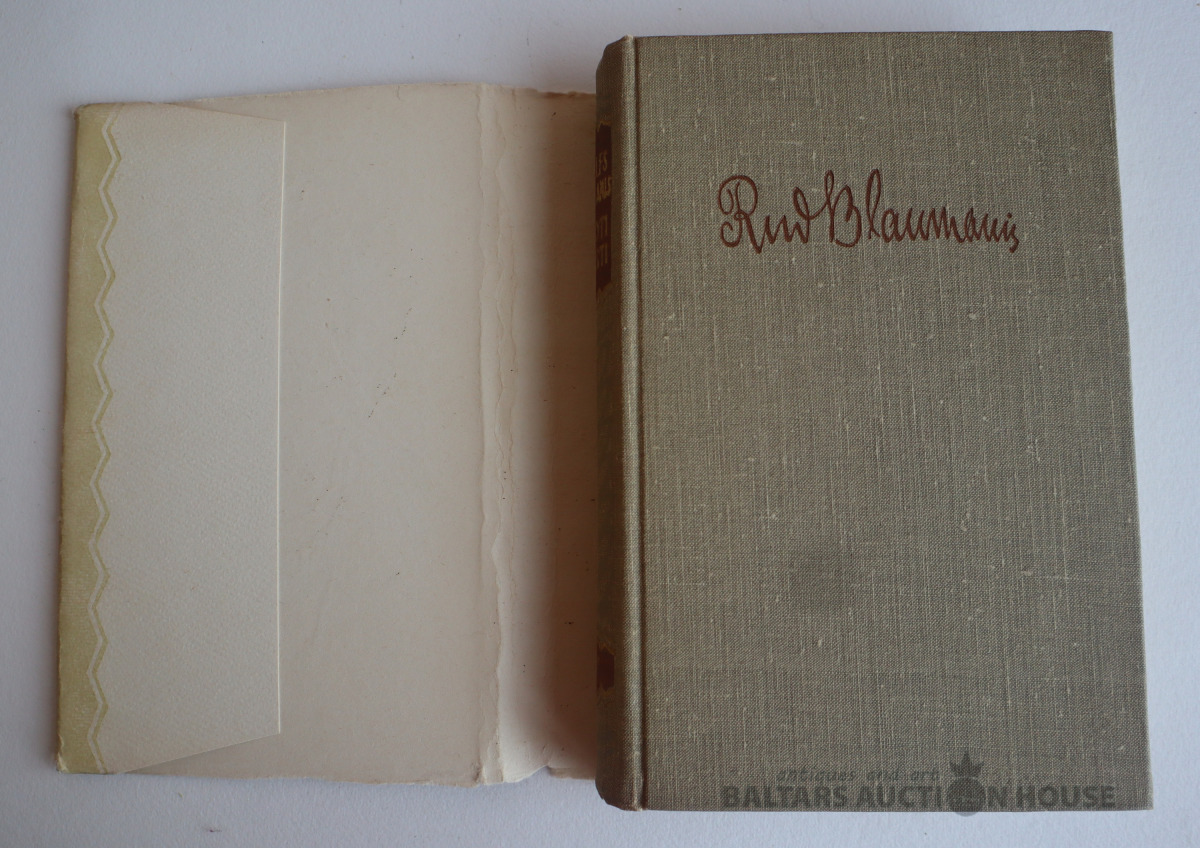 Rud Blaumanis
antiques and art
BALTARS AUCTION HOUSE